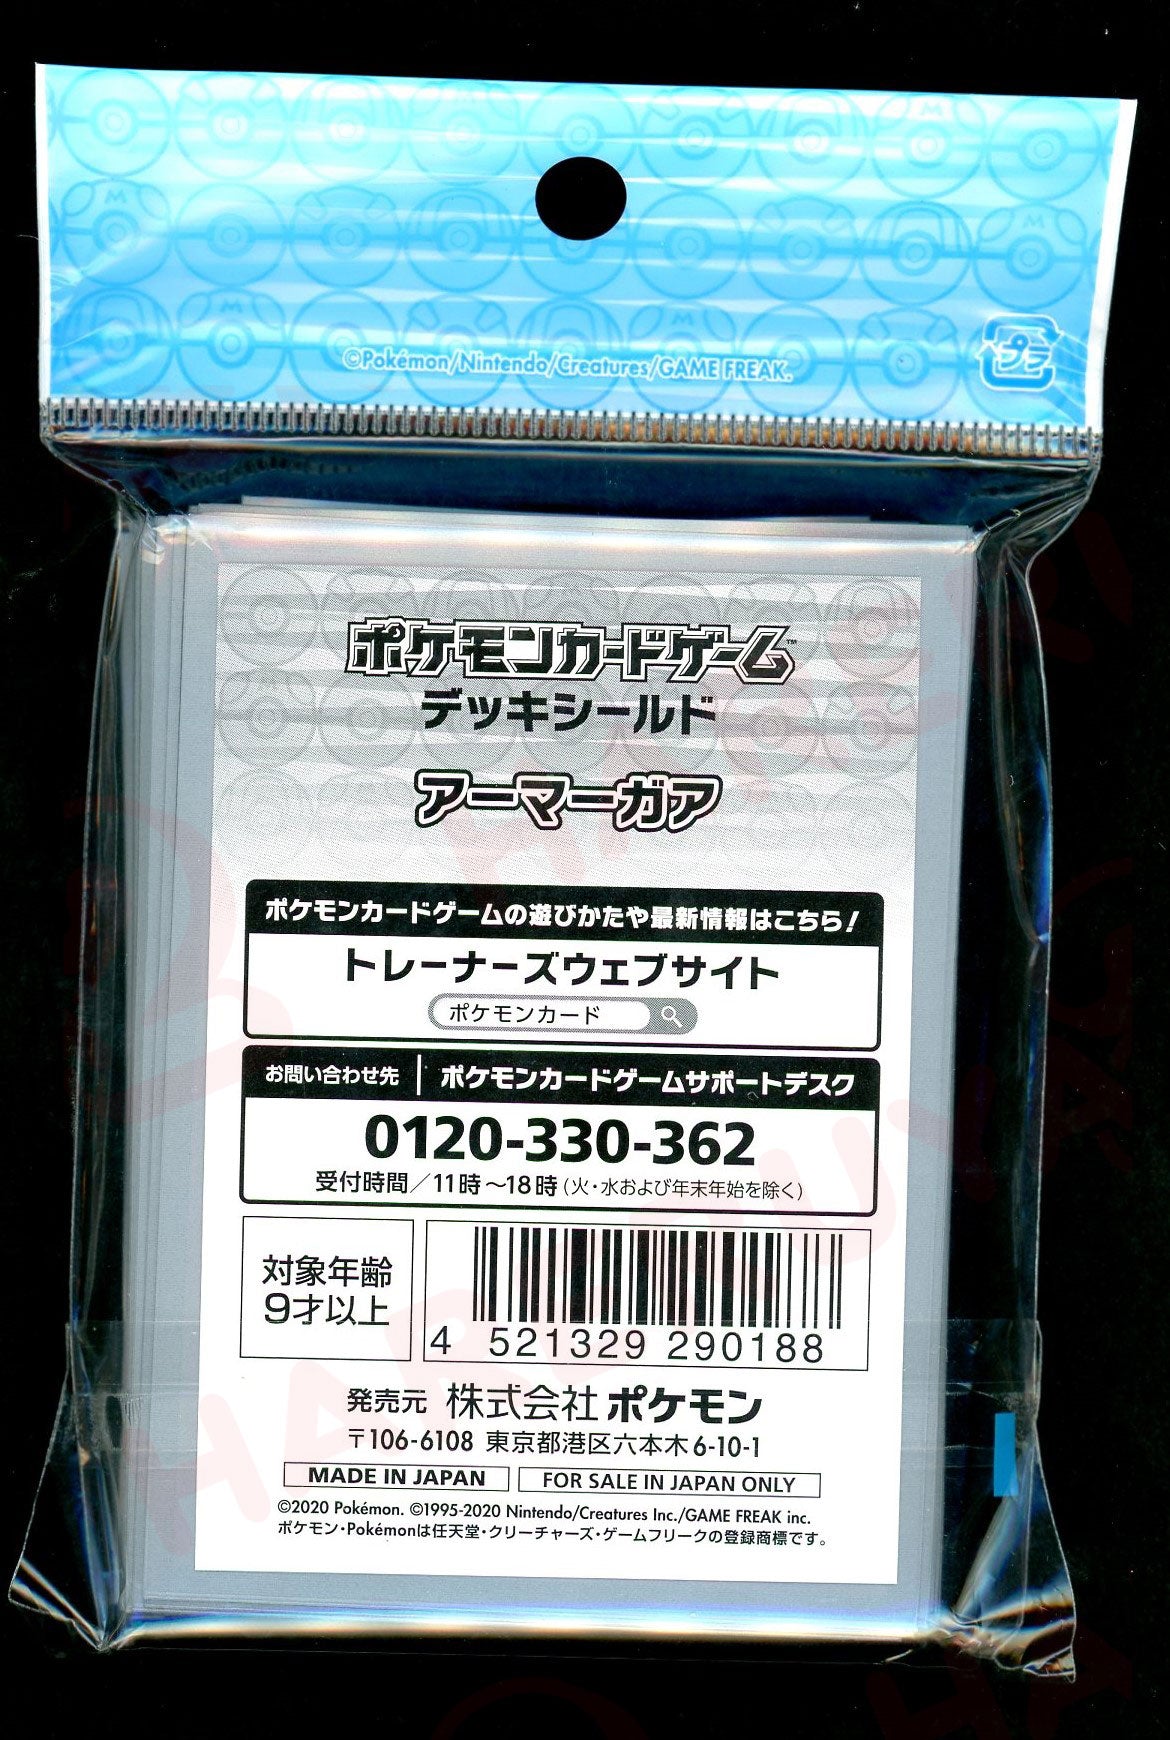 ©Pokémon/Nintendo/Creatures/GAME FREAK.
プラ
ポケモンカードゲーム™
デッキシールド
アーマーガア
ポケモンカードゲームの遊びかたや最新情報はこちら！
トレーナーズウェブサイト
ポケモンカード
お問い合わせ先 | ポケモンカードゲームサポートデスク
0120-330-362
受付時間／11時～18時(火・水および年末年始を除く)
対象年齢
9才以上
4 521329 290188
発売元 株式会社ポケモン
〒106-6108 東京都港区六本木6-10-1
MADE IN JAPAN FOR SALE IN JAPAN ONLY
©2020 Pokémon. ©1995-2020 Nintendo/Creatures Inc./GAME FREAK inc.
ポケモン・Pokémonは任天堂・クリーチャーズ・ゲームフリークの登録商標です。